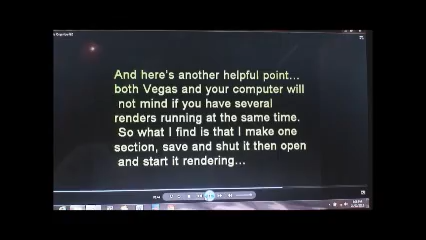 And here's another helpful point...
both Vegas and your computer will
not mind if you have several
renders running at the same time.
So what I find is that I make one
section, save and shut it then open
and start it rendering...